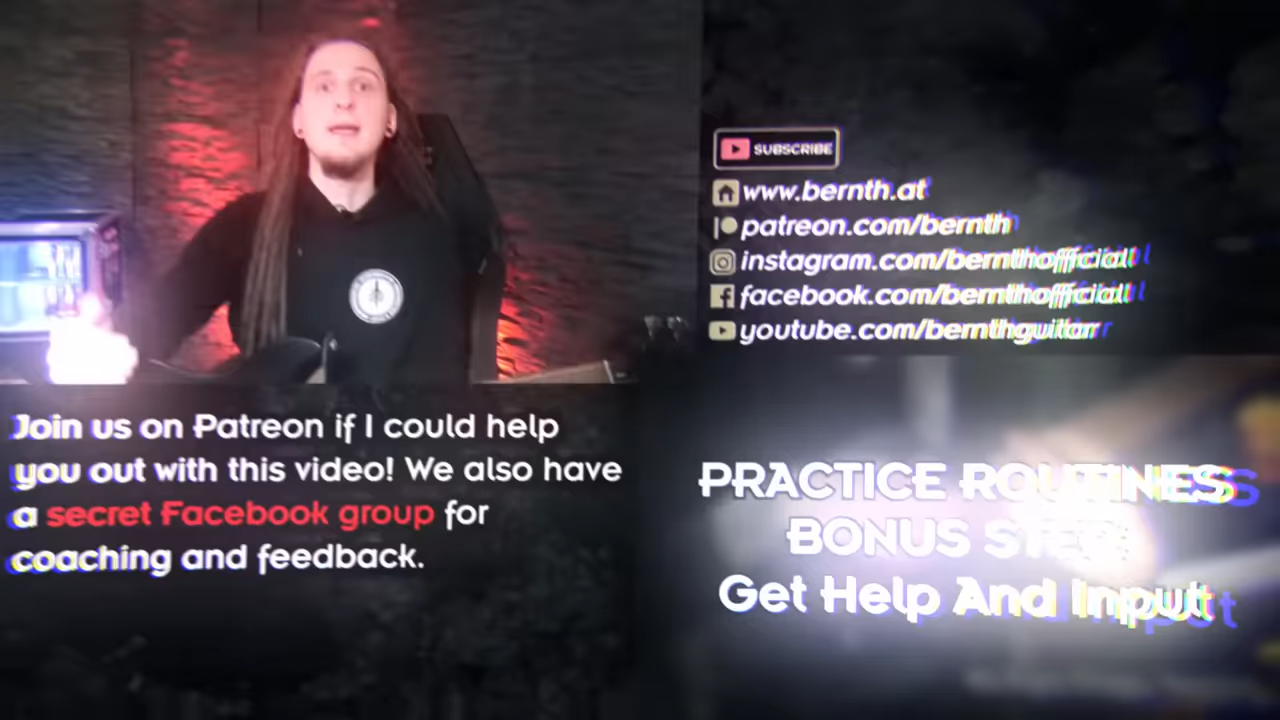 SUBSCRIBE
www.bernth.at
patreon.com/bernth
instagram.com/bernthofficial
facebook.com/bernthofficial
youtube.com/bernthguitar
Join us on Patreon if I could help
you out with this video! We also have
a secret Facebook group for
coaching and feedback.
PRACTICE ROUTINES
BONUS
Get Help And Input